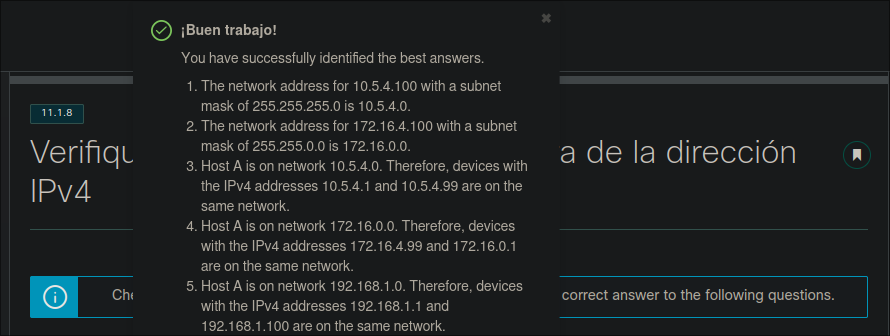 ¡Buen trabajo!
You have successfully identified the best answers.
1. The network address for 10.5.4.100 with a subnet
mask of 255.255.255.0 is 10.5.4.0.
2. The network address for 172.16.4.100 with a subnet
mask of 255.255.0.0 is 172.16.0.0.
3. Host A is on network 10.5.4.0. Therefore, devices with
the IPv4 addresses 10.5.4.1 and 10.5.4.99 are on the
same network.
4. Host A is on network 172.16.0.0. Therefore, devices
with the IPv4 addresses 172.16.4.99 and 172.16.0.1
are on the same network.
5. Host A is on network 192.168.1.0. Therefore, devices
with the IPv4 addresses 192.168.1.1 and
192.168.1.100 are on the same network.
11.1.8
de la dirección
IPv4
correct answer to the following questions.